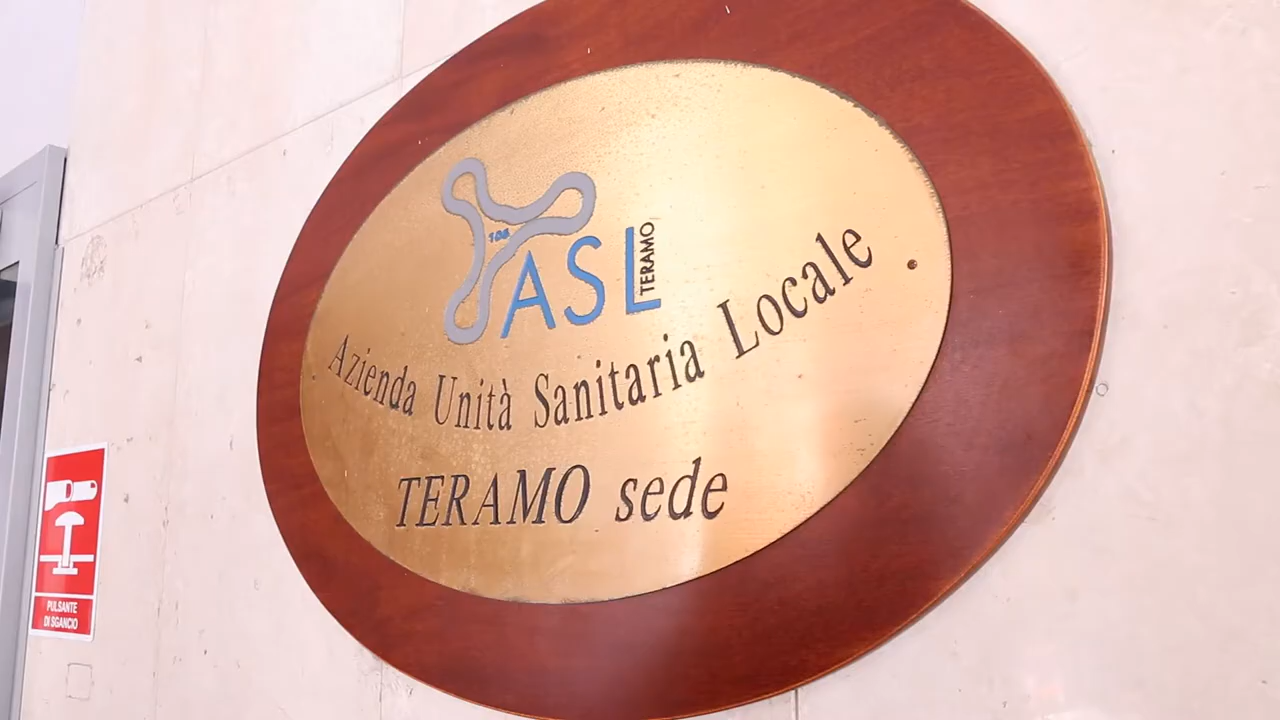 ASL
TERAMO
Azienda Unità Sanitaria Locale
TERAMO sede
PULSANTE
DI SGANCIO